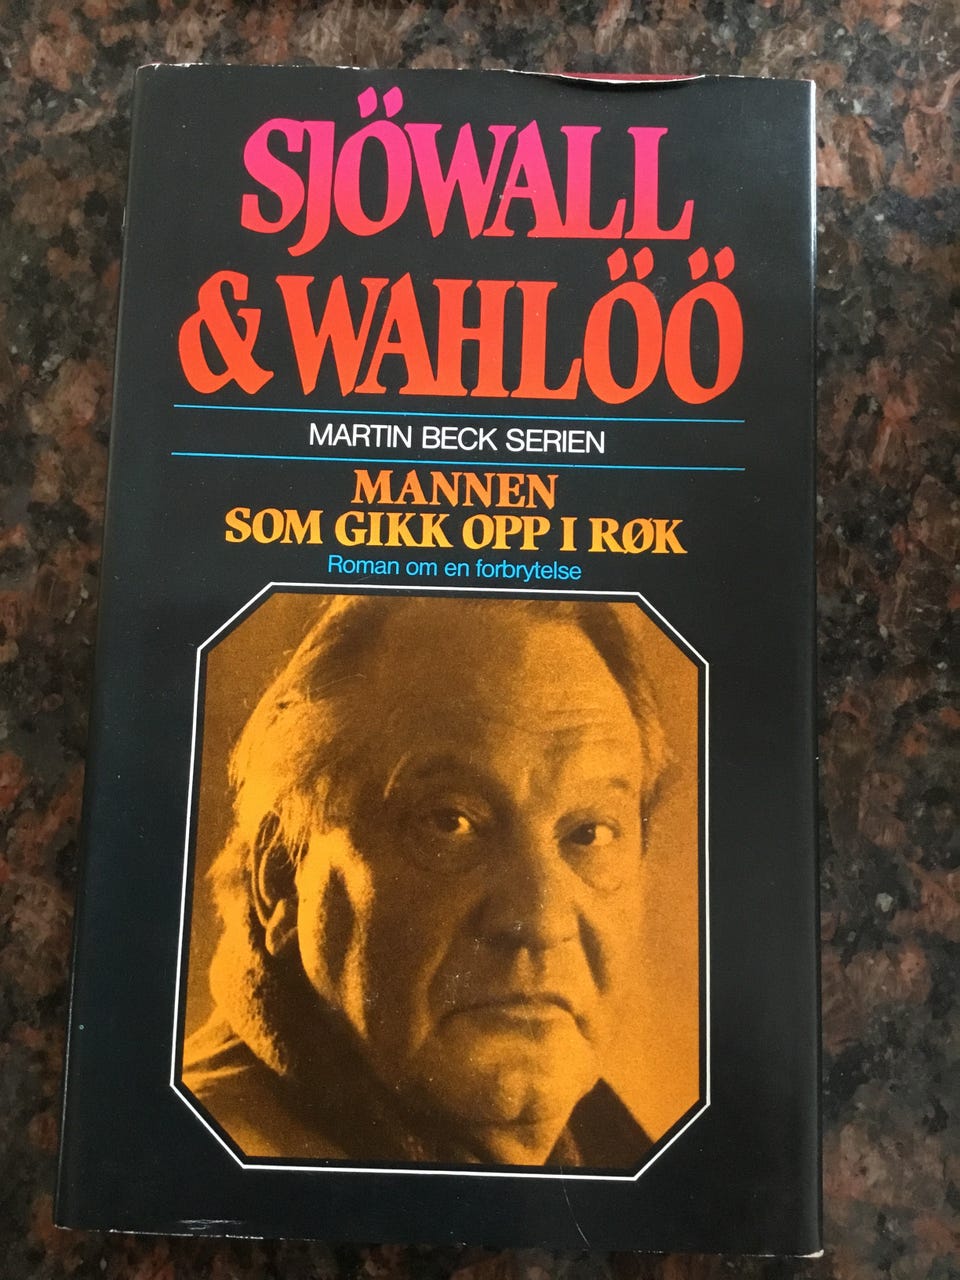 SJÖWALL
& WAHLÖÖ
MARTIN BECK SERIEN
MANNEN
SOM GIKK OPP I RØK
Roman om en forbrytelse